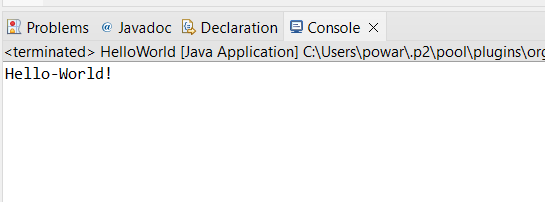 Problems @ Javadoc Declaration Console
<terminated> HelloWorld [Java Application] C:\Users\powar\.p2\pool\plugins\org
Hello-World!